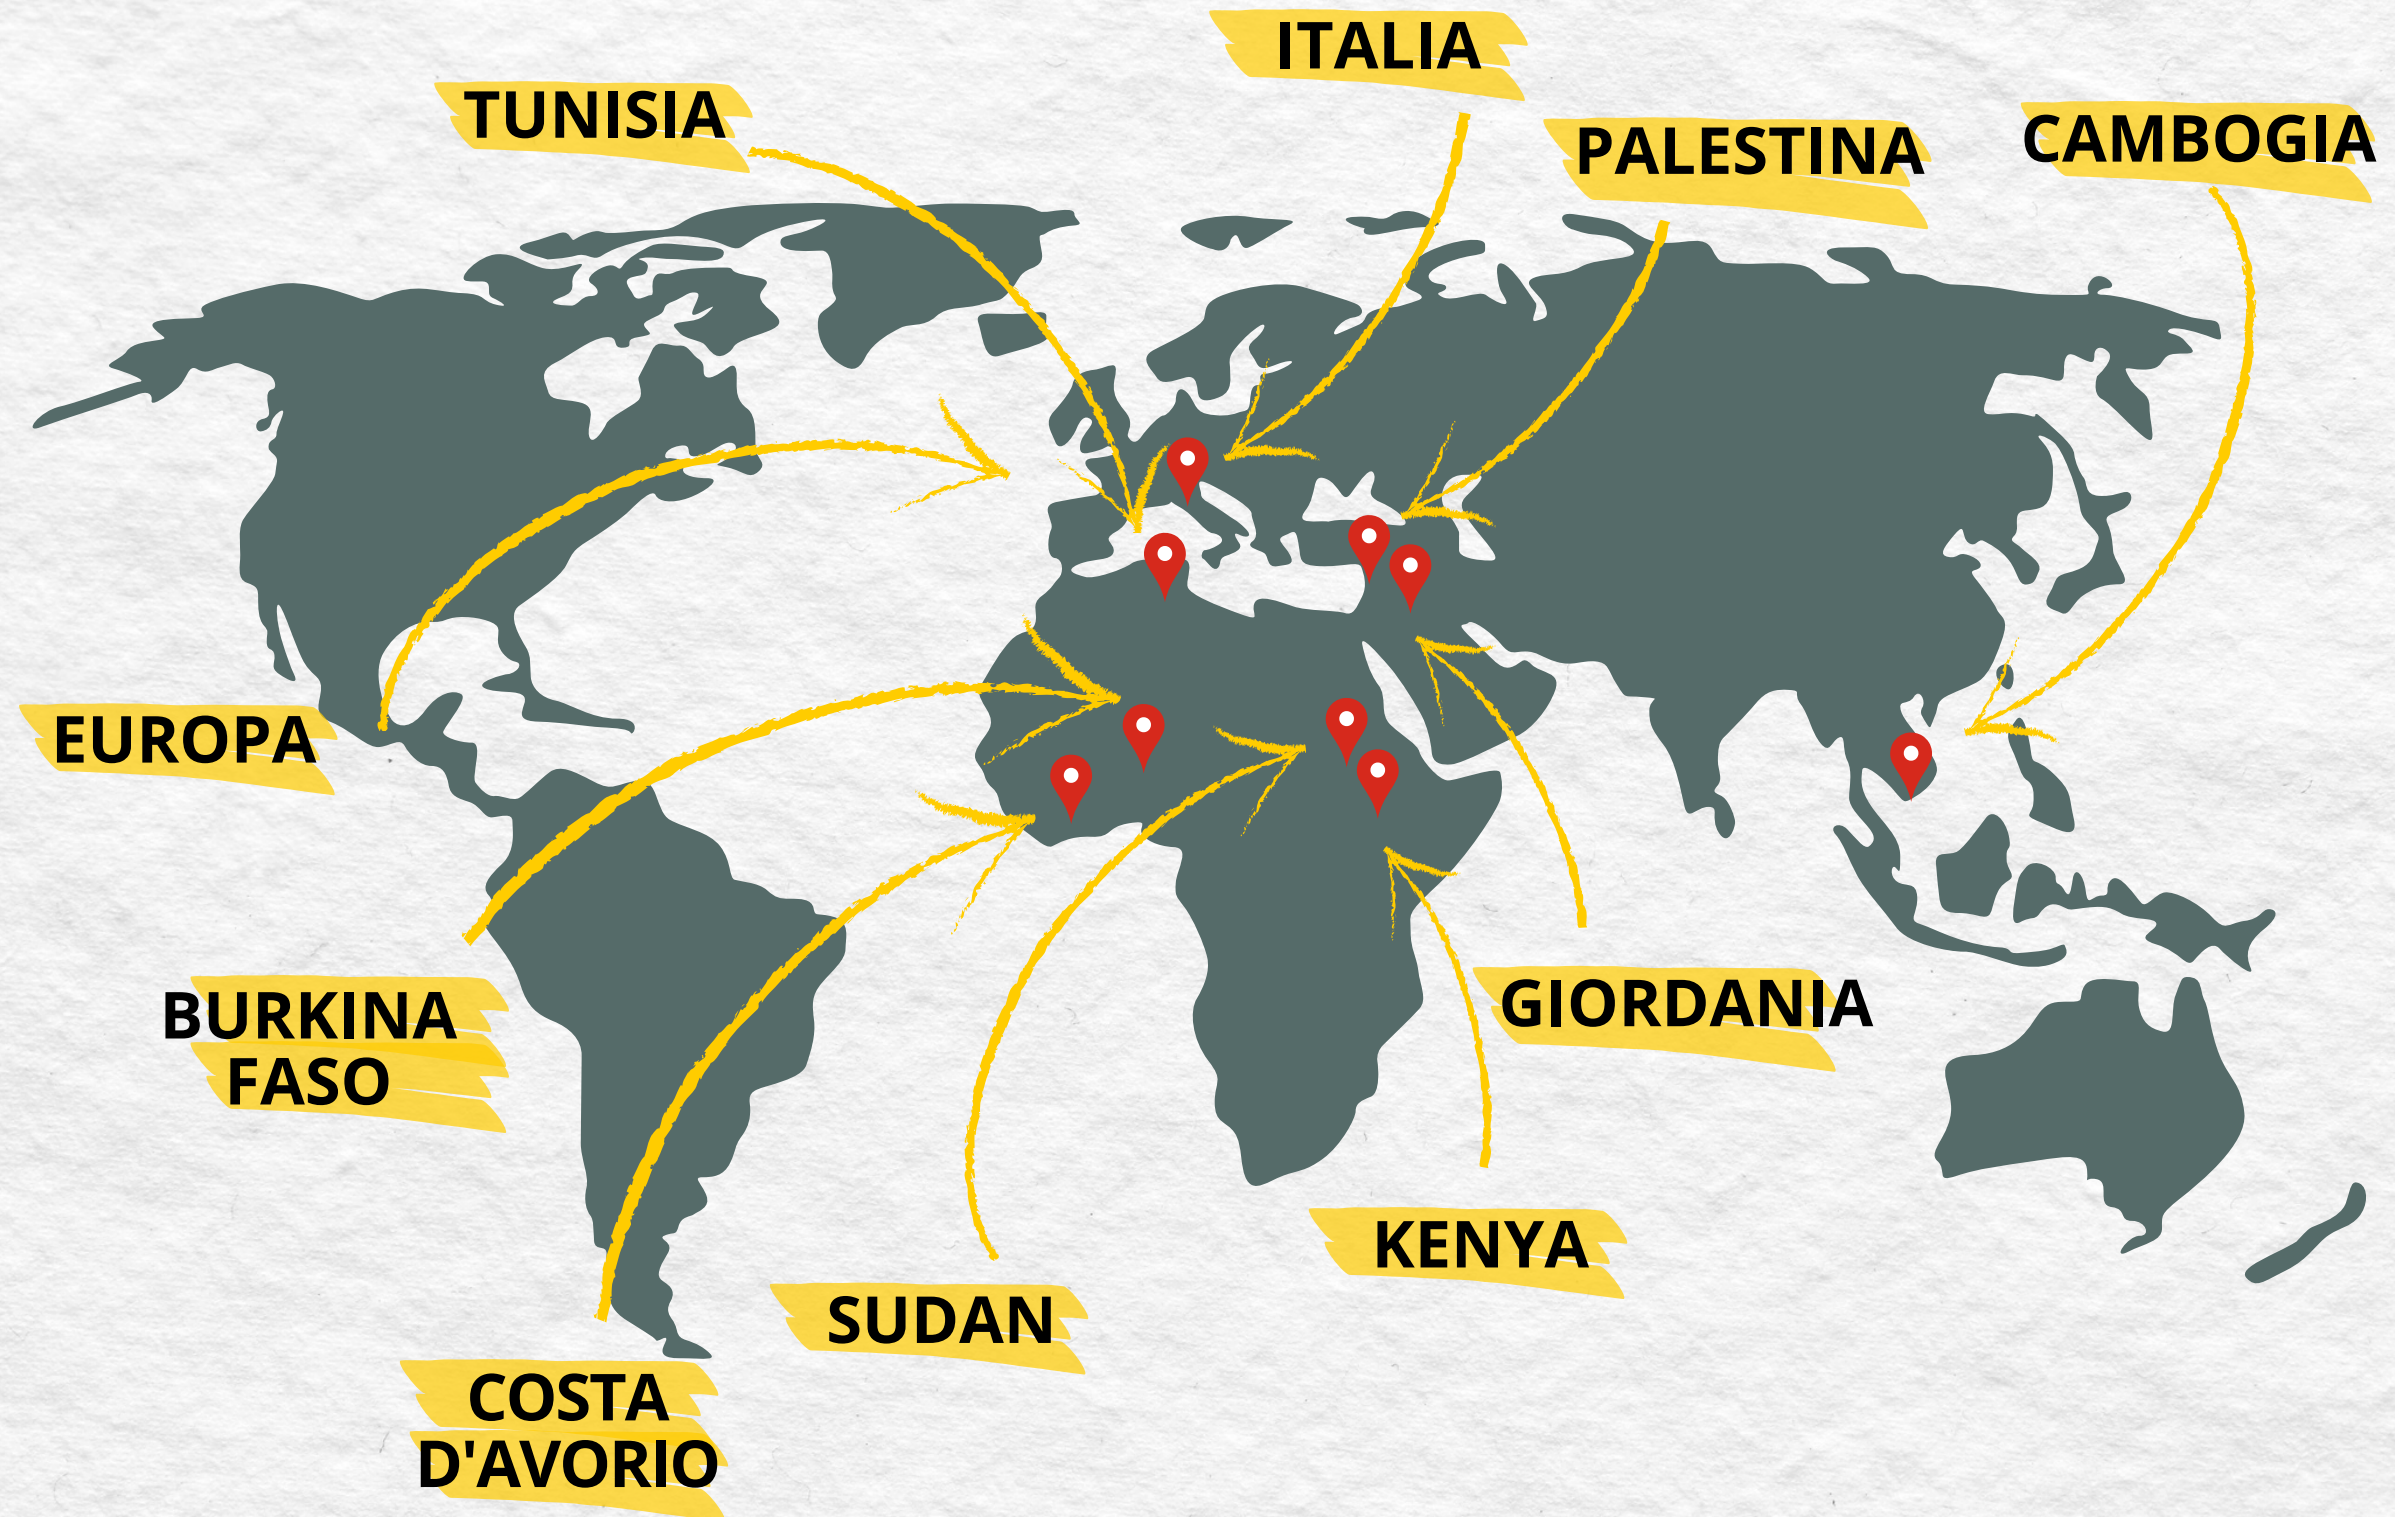 ITALIA
TUNISIA
PALESTINA
CAMBOGIA
EUROPA
BURKINA
FASO
GIORDANIA
KENYA
SUDAN
COSTA
D'AVORIO